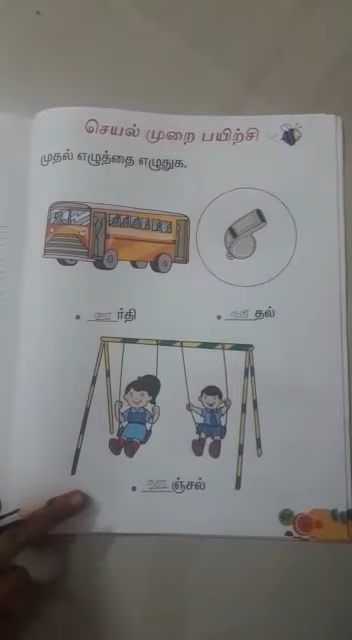 செயல் முறை பயிற்சி
முதல் எழுத்தை எழுதுக.
ஊர்தி
ஊதல்
ஊஞ்சல்